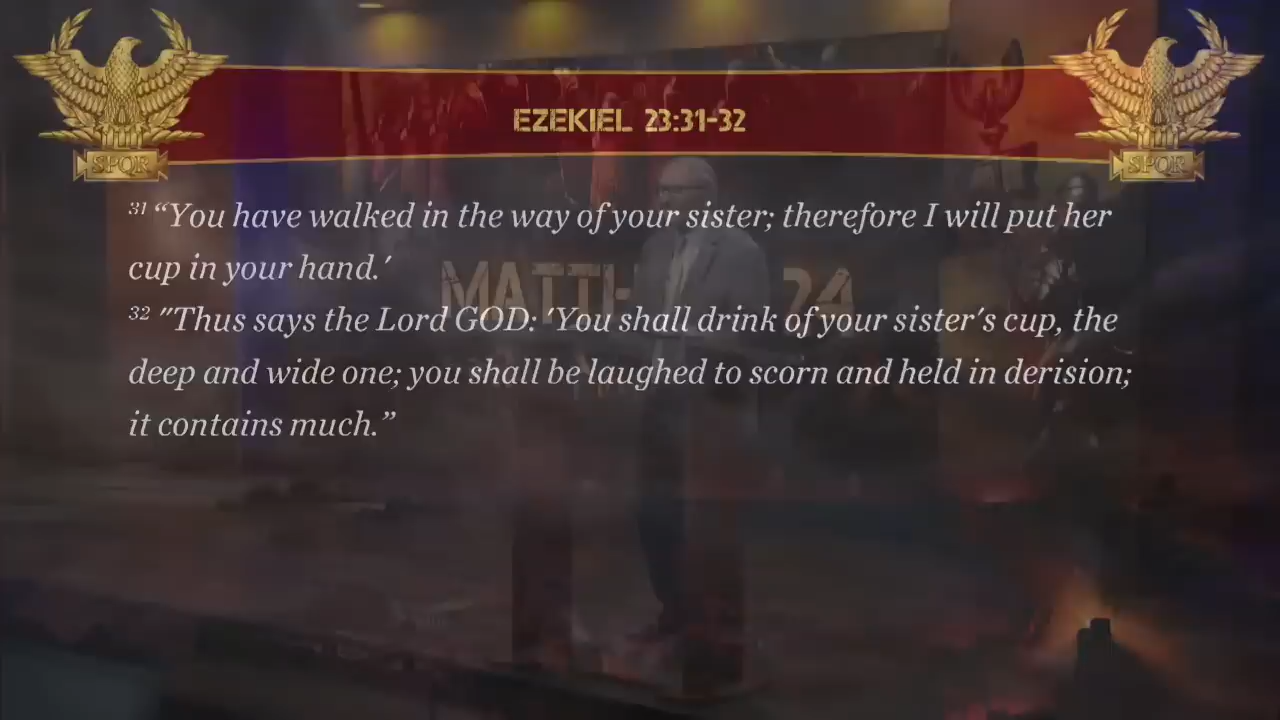 SPQR
EZEKIEL 23:31-32
SPQR
31 “You have walked in the way of your sister; therefore I will put her
cup in your hand.'
MATTH 24
32 "Thus says the Lord GOD: 'You shall drink of your sister's cup, the
deep and wide one; you shall be laughed to scorn and held in derision;
it contains much.”